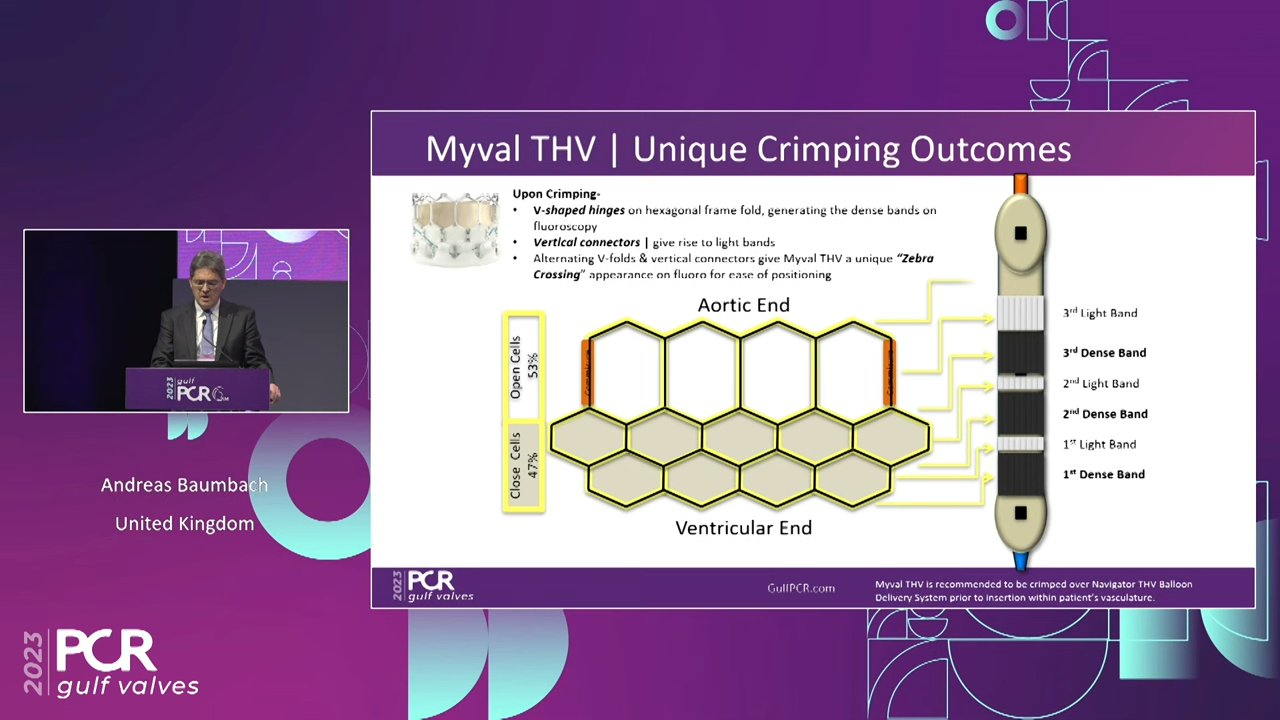 Myval THV | Unique Crimping Outcomes
Upon Crimping-
• V-shaped hinges on hexagonal frame fold, generating the dense bands on
fluoroscopy
• Vertical connectors | give rise to light bands
• Alternating V-folds & vertical connectors give Myval THV a unique “Zebra
Crossing” appearance on fluoro for ease of positioning
Aortic End
Open Cells
53%
Close Cells
47%
Ventricular End
3rd Light Band
3rd Dense Band
2nd Light Band
2nd Dense Band
1st Light Band
1st Dense Band
2023
PCR
gulf valves
GulfPCR.com
Myval THV is recommended to be crimped over Navigator THV Balloon
Delivery System prior to insertion within patient's vasculature.
2023
gulf
PCR
Andreas Baumbach
United Kingdom
2023
PCR
gulf valves